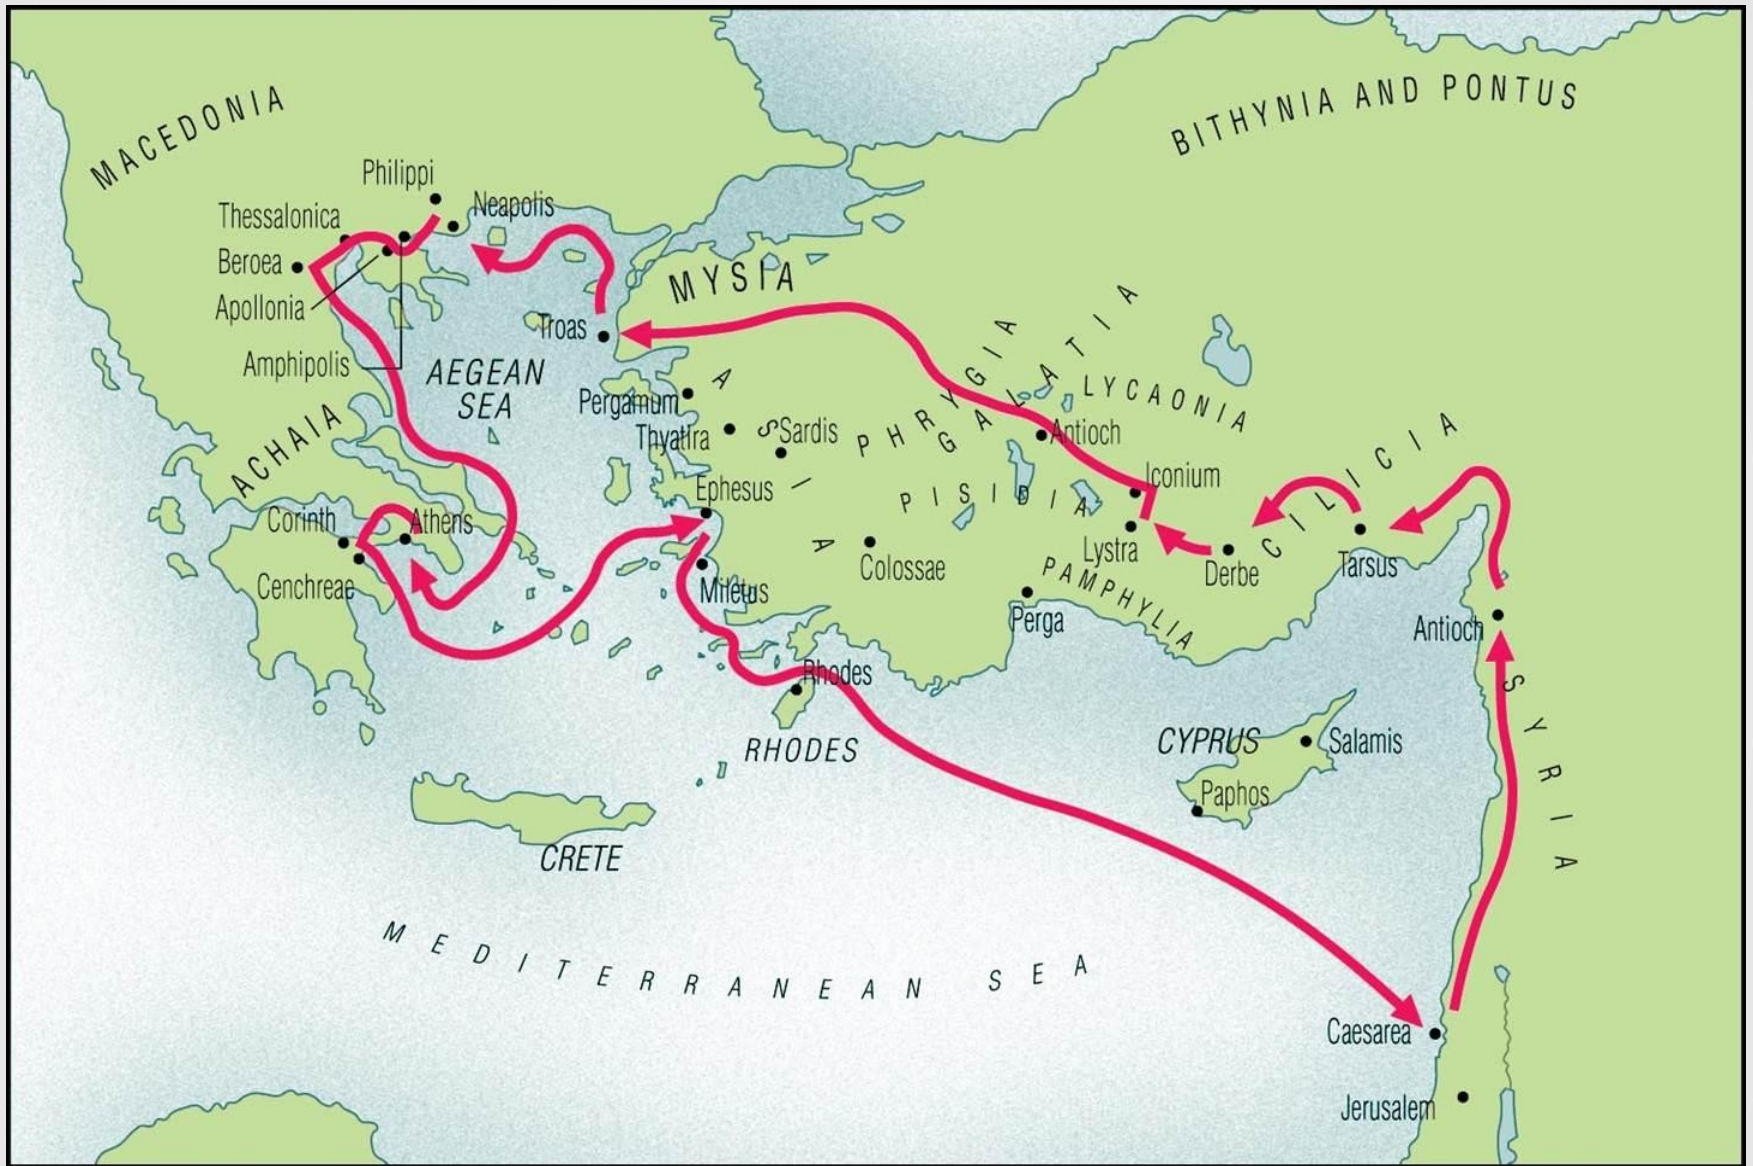 BITHYNIA AND PONTUS
MACEDONIA
Philippi
Neapolis
Thessalonica
Beroea
MYSIA
Apollonia
Troas
Amphipolis
AEGEAN
SEA
PHRYGIA
GALATIA
LYCAONIA
Pergamum
ASIA
Thyatira
Sardis
Antioch
ACHAIA
CILICIA
Iconium
Ephesus
PISIDIA
Corinth
Athens
Lystra
Colossae
Derbe
Tarsus
Cenchreae
Miletus
PAMPHYLIA
Perga
Antioch
Rhodes
RHODES
SYRIA
CYPRUS
Salamis
Paphos
CRETE
MEDITERRANEAN SEA
Caesarea
Jerusalem